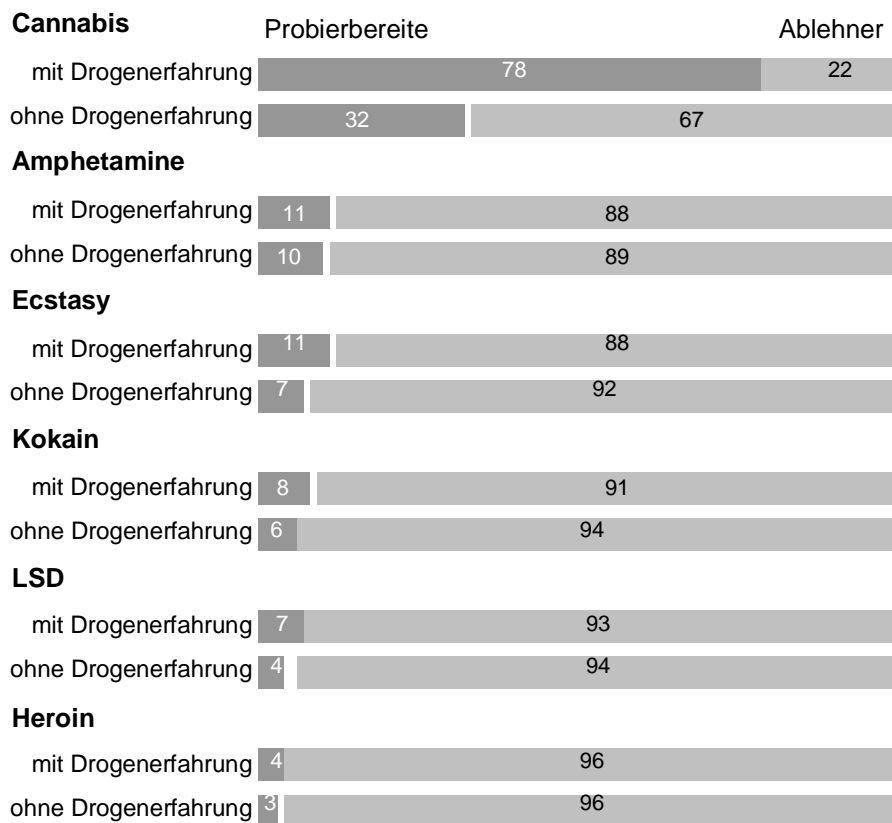 Cannabis Probierbereite Ablehner
mit Drogenerfahrung 78 22
ohne Drogenerfahrung 32 67
Amphetamine
mit Drogenerfahrung 11 88
ohne Drogenerfahrung 10 89
Ecstasy
mit Drogenerfahrung 11 88
ohne Drogenerfahrung 7 92
Kokain
mit Drogenerfahrung 8 91
ohne Drogenerfahrung 6 94
LSD
mit Drogenerfahrung 7 93
ohne Drogenerfahrung 4 94
Heroin
mit Drogenerfahrung 4 96
ohne Drogenerfahrung 3 96